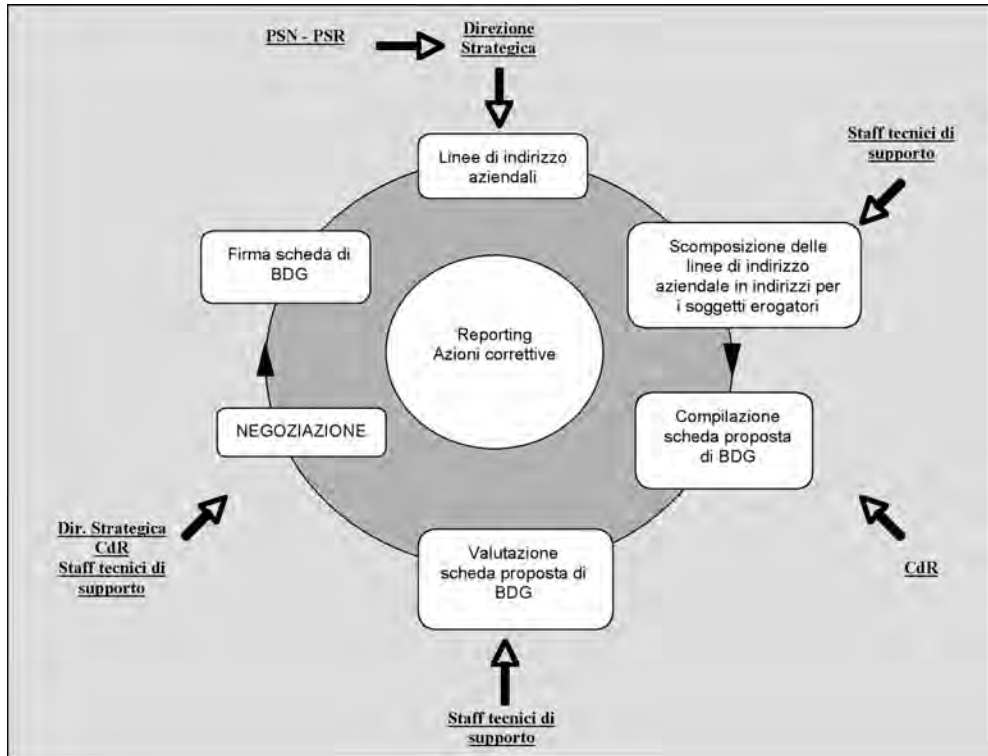 PSN - PSR
Direzione
Strategica
Linee di indirizzo
aziendali
Staff tecnici di
supporto
Scomposizione delle
linee di indirizzo
aziendale in indirizzi per
i soggetti erogatori
Firma scheda di
BDG
Reporting
Azioni correttive
Compilazione
scheda proposta
di BDG
NEGOZIAZIONE
Dir. Strategica
CdR
Staff tecnici di
supporto
Valutazione
scheda proposta di
BDG
CdR
Staff tecnici di
supporto